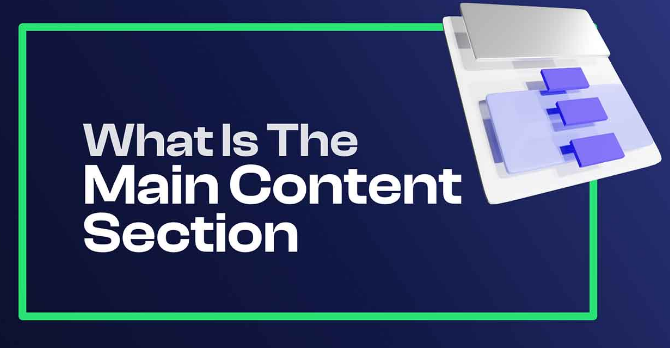 What Is The
Main Content
Section